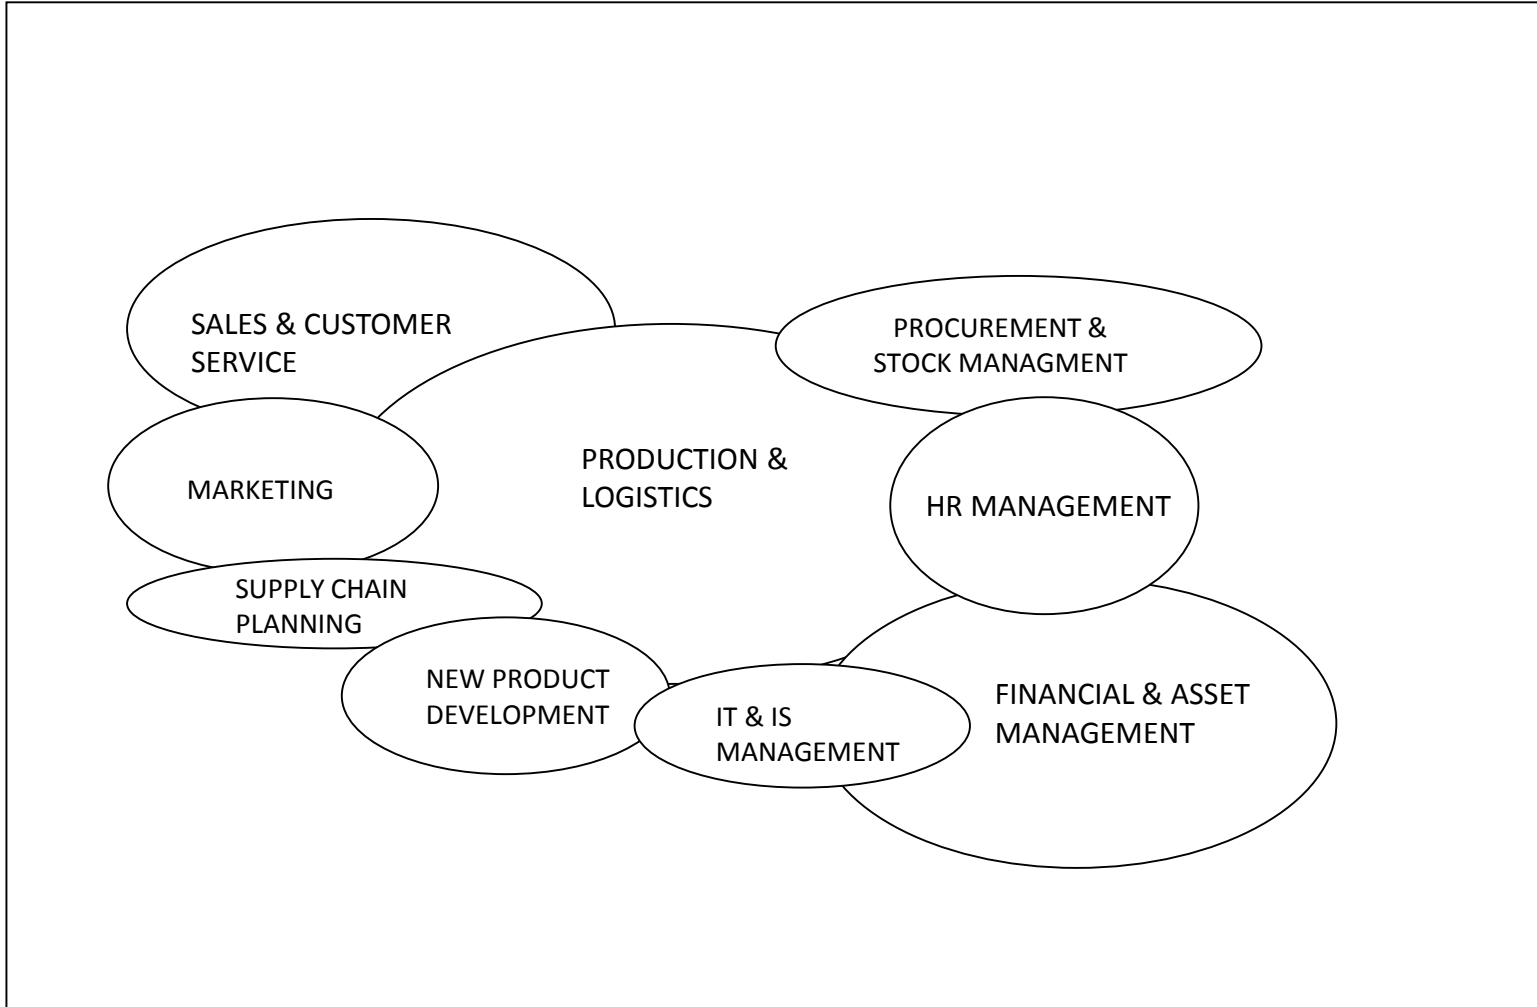 SALES & CUSTOMER
SERVICE
PROCUREMENT &
STOCK MANAGMENT
PRODUCTION &
LOGISTICS
MARKETING
HR MANAGEMENT
SUPPLY CHAIN
PLANNING
NEW PRODUCT
DEVELOPMENT
IT & IS
MANAGEMENT
FINANCIAL & ASSET
MANAGEMENT